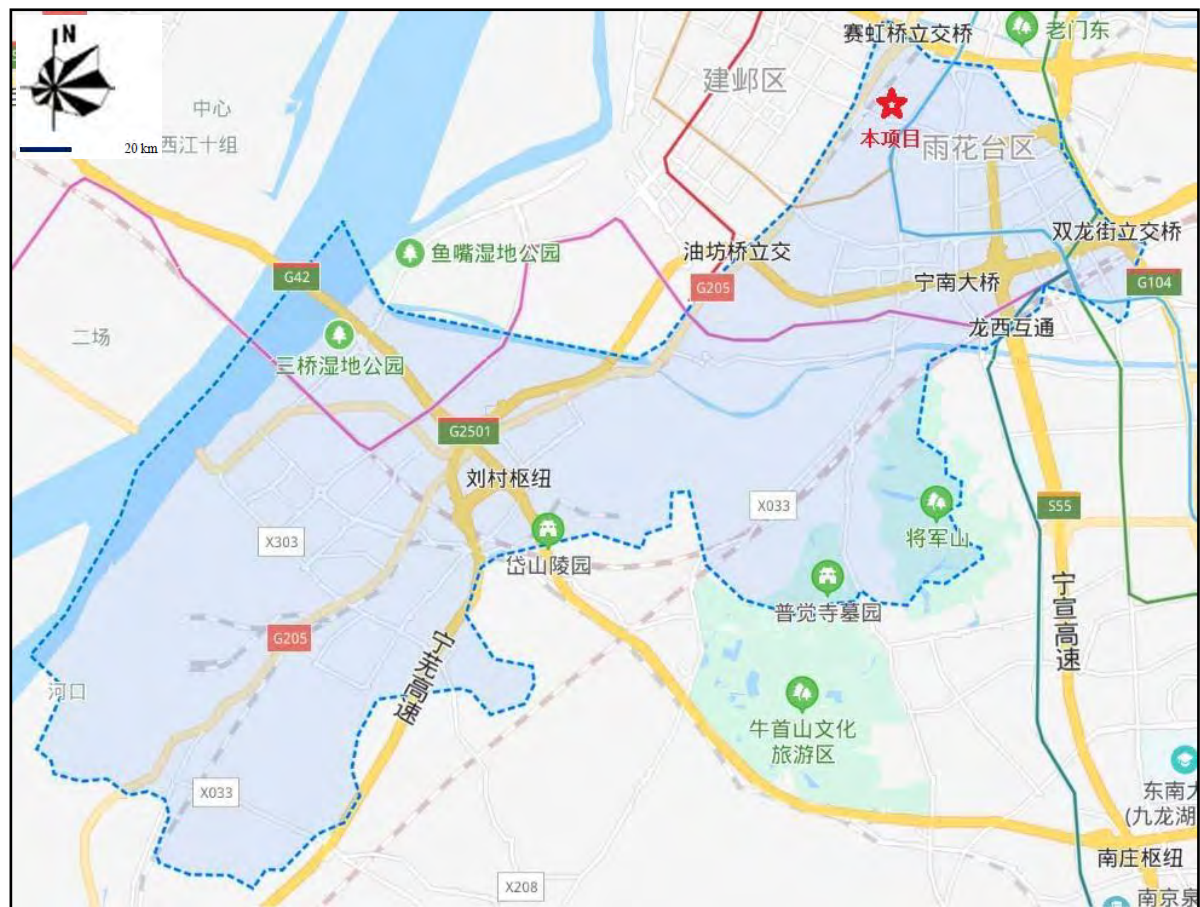 N
20 km
中心
西江十组
赛虹桥立交桥
老门东
建邺区
本项目
雨花台区
双龙街立交桥
鱼嘴湿地公园
油坊桥立交
G42
G205
宁南大桥
G104
二场
三桥湿地公园
龙西互通
G2501
刘村枢纽
X033
S55
将军山
X303
岱山陵园
普觉寺墓园
宁宣高速
G205
宁芜高速
河口
牛首山文化
旅游区
X033
东南大
(九龙湖
南庄枢纽
X208
南京泉